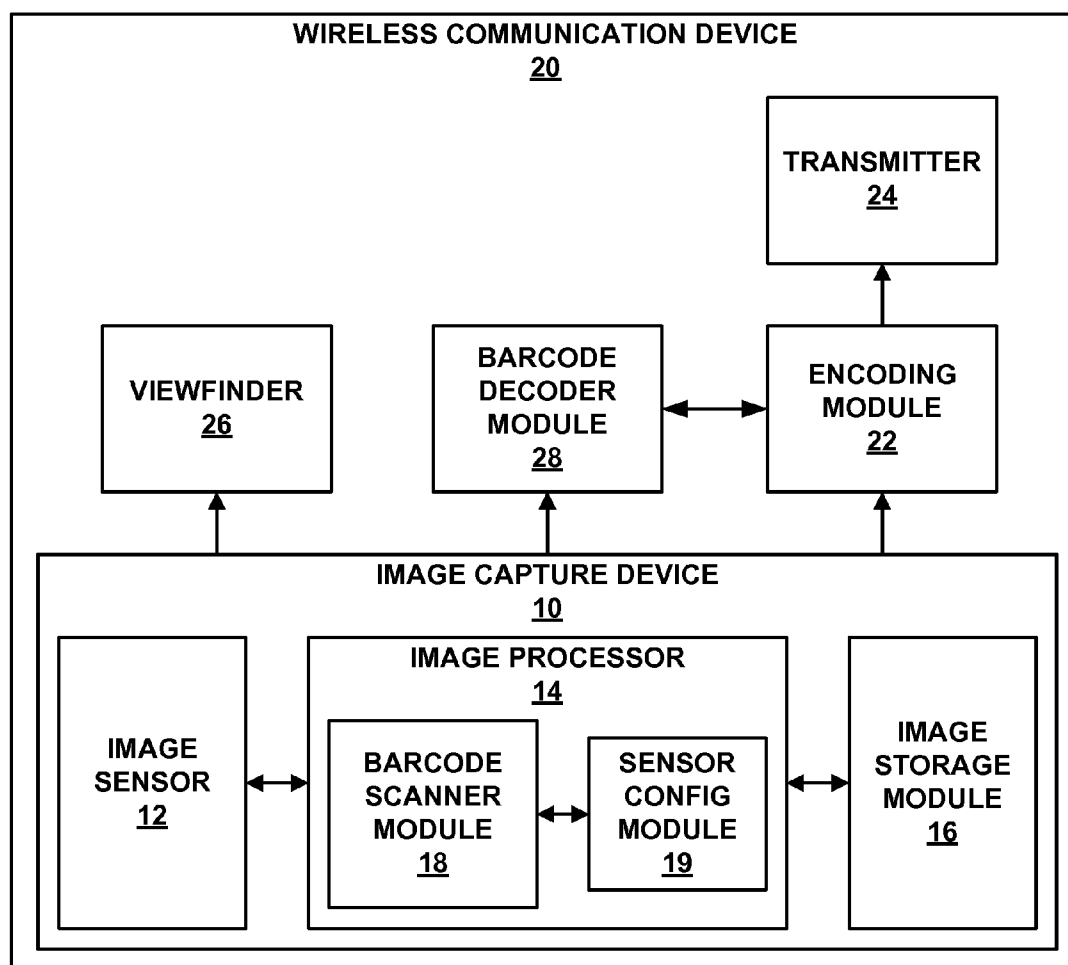 WIRELESS COMMUNICATION DEVICE
20
TRANSMITTER
24
VIEWFINDER
26
BARCODE
DECODER
MODULE
28
ENCODING
MODULE
22
IMAGE CAPTURE DEVICE
10
IMAGE SENSOR
12
IMAGE PROCESSOR
14
BARCODE
SCANNER
MODULE
18
SENSOR
CONFIG
MODULE
19
IMAGE
STORAGE
MODULE
16